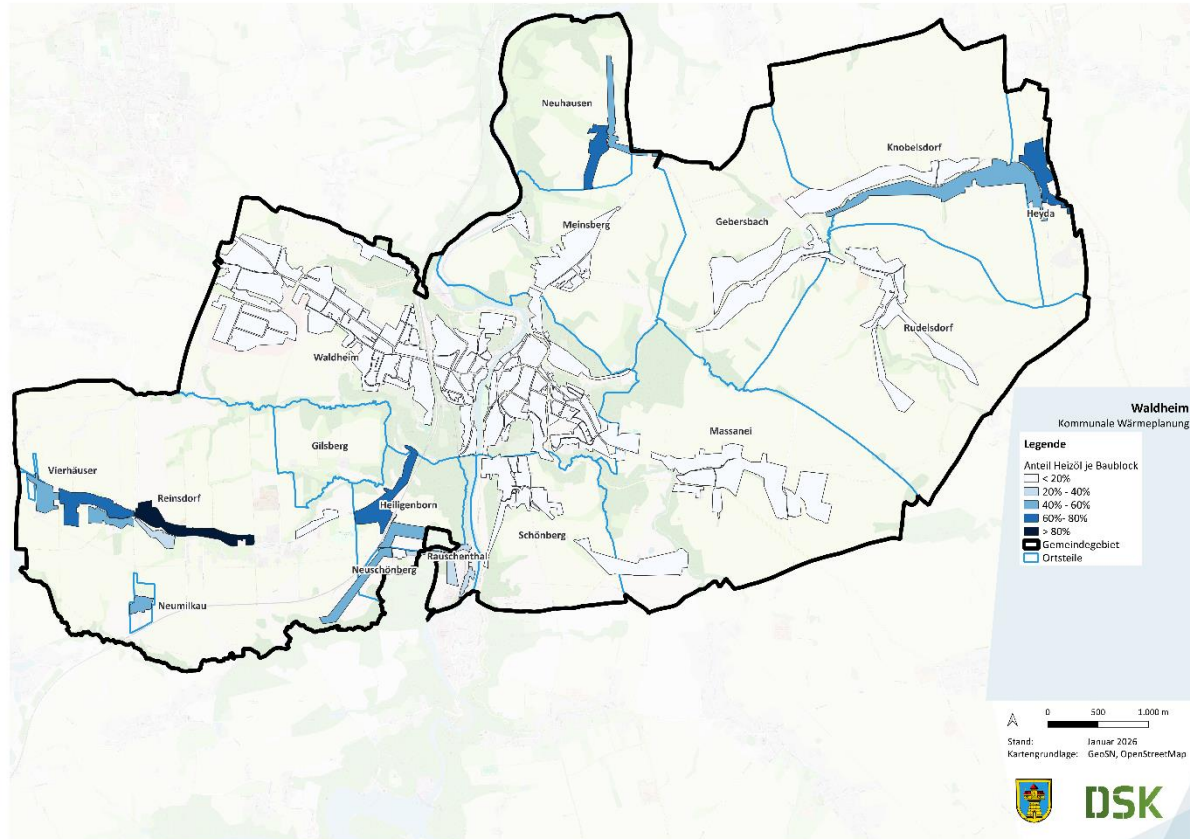 Neuhausen
Knobelsdorf
Heyda
Meinsberg
Gebersbach
Rudelsdorf
Waldheim
Massanei
Gilsberg
Vierhäuser
Reinsdorf
Heiligenborn
Schönberg
Rauschenthal
Neuschönberg
Neumilkau
Waldheim
Kommunale Wärmeplanung
Legende
Anteil Heizöl je Baublock
< 20%
20% - 40%
40% - 60%
60%- 80%
> 80%
Gemeindegebiet
Ortsteile
0 500 1.000 m
Stand: Januar 2026
Kartengrundlage: GeoSN, OpenStreetMap
DSK